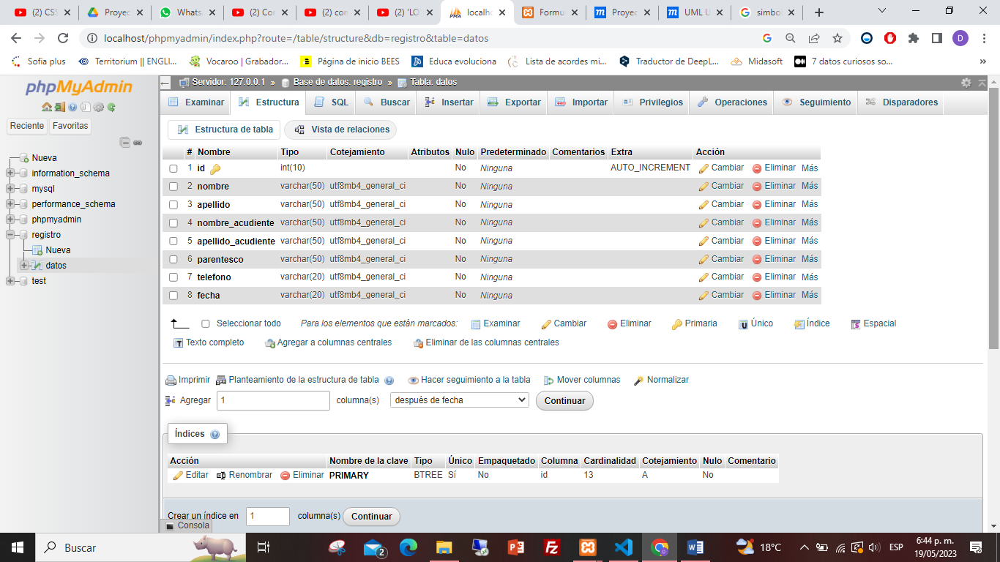 (2) CSS
Proyec
Whats
(2) Cor
(2) con
(2) 'LO
localho
Formu
Proyec
UML U
simbo
localhost/phpmyadmin/index.php?route=/table/structure&db=registro&table=datos
D
Sofia plus
Territorium || ENGLI...
Vocaroo | Grabador...
Página de inicio BEES
Educa evoluciona
Lista de acordes mi...
Traductor de DeepL...
Midasoft
7 datos curiosos so...
»
phpMyAdmin
Reciente Favoritas
Nueva
information_schema
mysql
performance_schema
phpmyadmin
registro
Nueva
datos
test
Servidor: 127.0.0.1 » Base de datos: registro » Tabla: datos
Examinar Estructura SQL Buscar Insertar Exportar Importar Privilegios Operaciones Seguimiento Disparadores
Estructura de tabla Vista de relaciones
# Nombre Tipo Cotejamiento Atributos Nulo Predeterminado Comentarios Extra Acción
1 id int(10) No Ninguna AUTO_INCREMENT Cambiar Eliminar Más
2 nombre varchar(50) utf8mb4_general_ci No Ninguna Cambiar Eliminar Más
3 apellido varchar(50) utf8mb4_general_ci No Ninguna Cambiar Eliminar Más
4 nombre_acudiente varchar(50) utf8mb4_general_ci No Ninguna Cambiar Eliminar Más
5 apellido_acudiente varchar(50) utf8mb4_general_ci No Ninguna Cambiar Eliminar Más
6 parentesco varchar(50) utf8mb4_general_ci No Ninguna Cambiar Eliminar Más
7 telefono varchar(20) utf8mb4_general_ci No Ninguna Cambiar Eliminar Más
8 fecha varchar(20) utf8mb4_general_ci No Ninguna Cambiar Eliminar Más
Seleccionar todo Para los elementos que están marcados: Examinar Cambiar Eliminar Primaria Único Índice Espacial
Texto completo Agregar a columnas centrales Eliminar de las columnas centrales
Imprimir Planteamiento de la estructura de tabla Hacer seguimiento a la tabla Mover columnas Normalizar
Agregar 1 columna(s) después de fecha Continuar
Índices
Acción Nombre de la clave Tipo Único Empaquetado Columna Cardinalidad Cotejamiento Nulo Comentario
Editar Renombrar Eliminar PRIMARY BTREE Sí No id 13 A No
Crear un índice en 1 columna(s) Continuar
Consola
Buscar
2
18°C
ESP
6:44 p. m.
19/05/2023